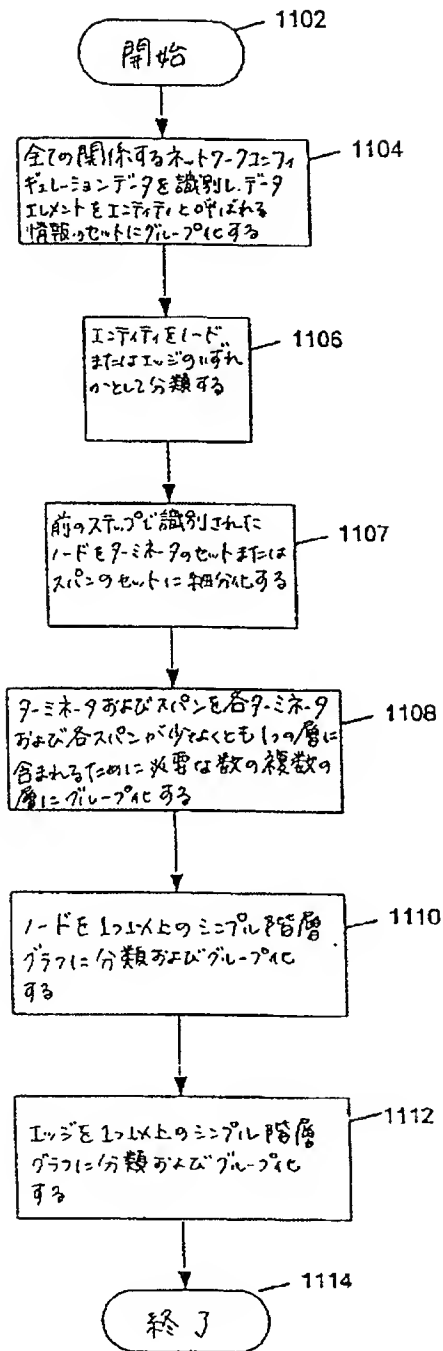 1102
開始
1104
全ての関係するネットワークコンフィ
ギュレーションデータを識別し、データ
エレメントをエンティティと呼ばれる
情報のセットにグループ化する
1106
エンティティをノード
またはエッジのいずれ
かとして分類する
1107
前のステップで識別された
ノードをターミネータのセットまたは
スパンのセットに細分化する
1108
ターミネータおよびスパンを各ターミネータ
および各スパンが少なくとも1つの層に
含まれるために必要な数の複数の
層にグループ化する
1110
ノードを1つ以上のシンプル階層
グラフに分類およびグループ化
する
1112
エッジを1つ以上のシンプル階層
グラフに分類およびグループ化
する
1114
終了